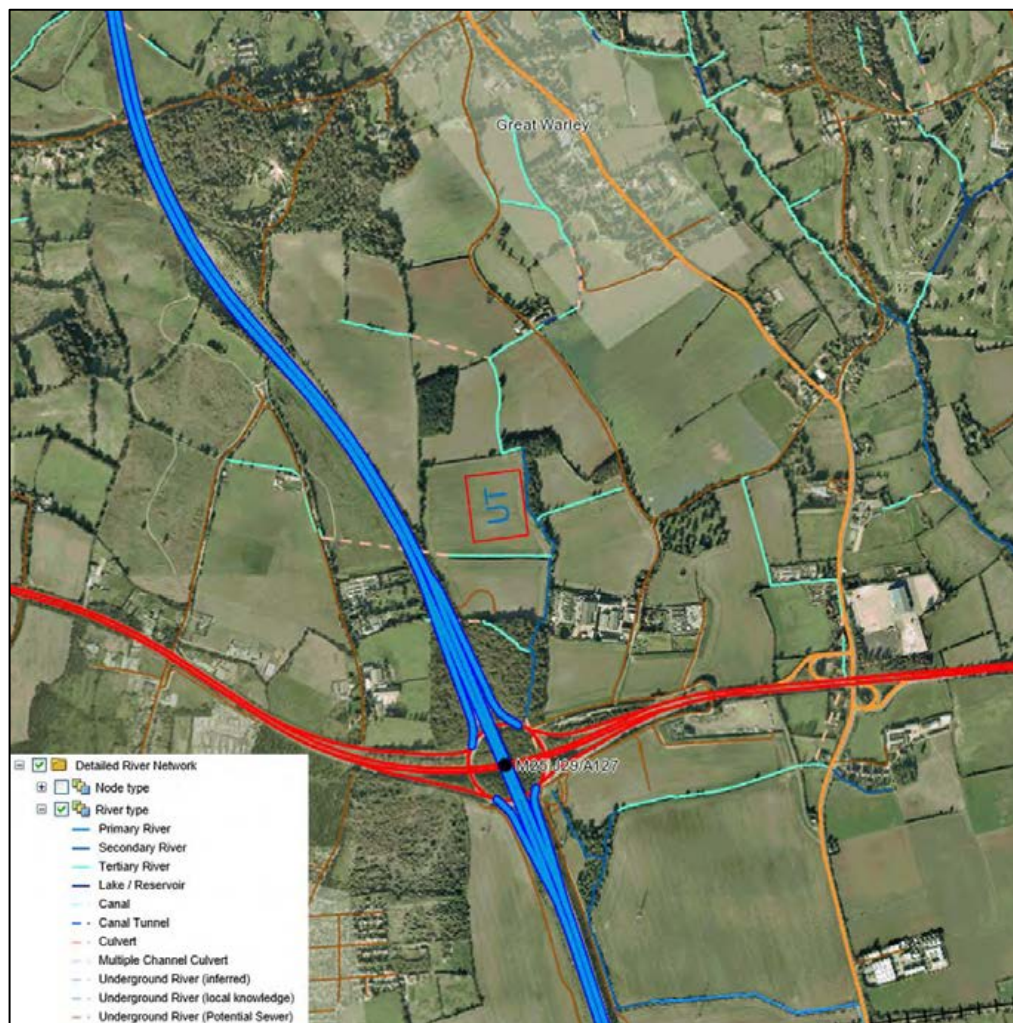 Great Warley
UT
M25/J29/A127
Detailed River Network
Node type
River type
Primary River
Secondary River
Tertiary River
Lake / Reservoir
Canal
Canal Tunnel
Culvert
Multiple Channel Culvert
Underground River (inferred)
Underground River (local knowledge)
Underground River (Potential Sewer)